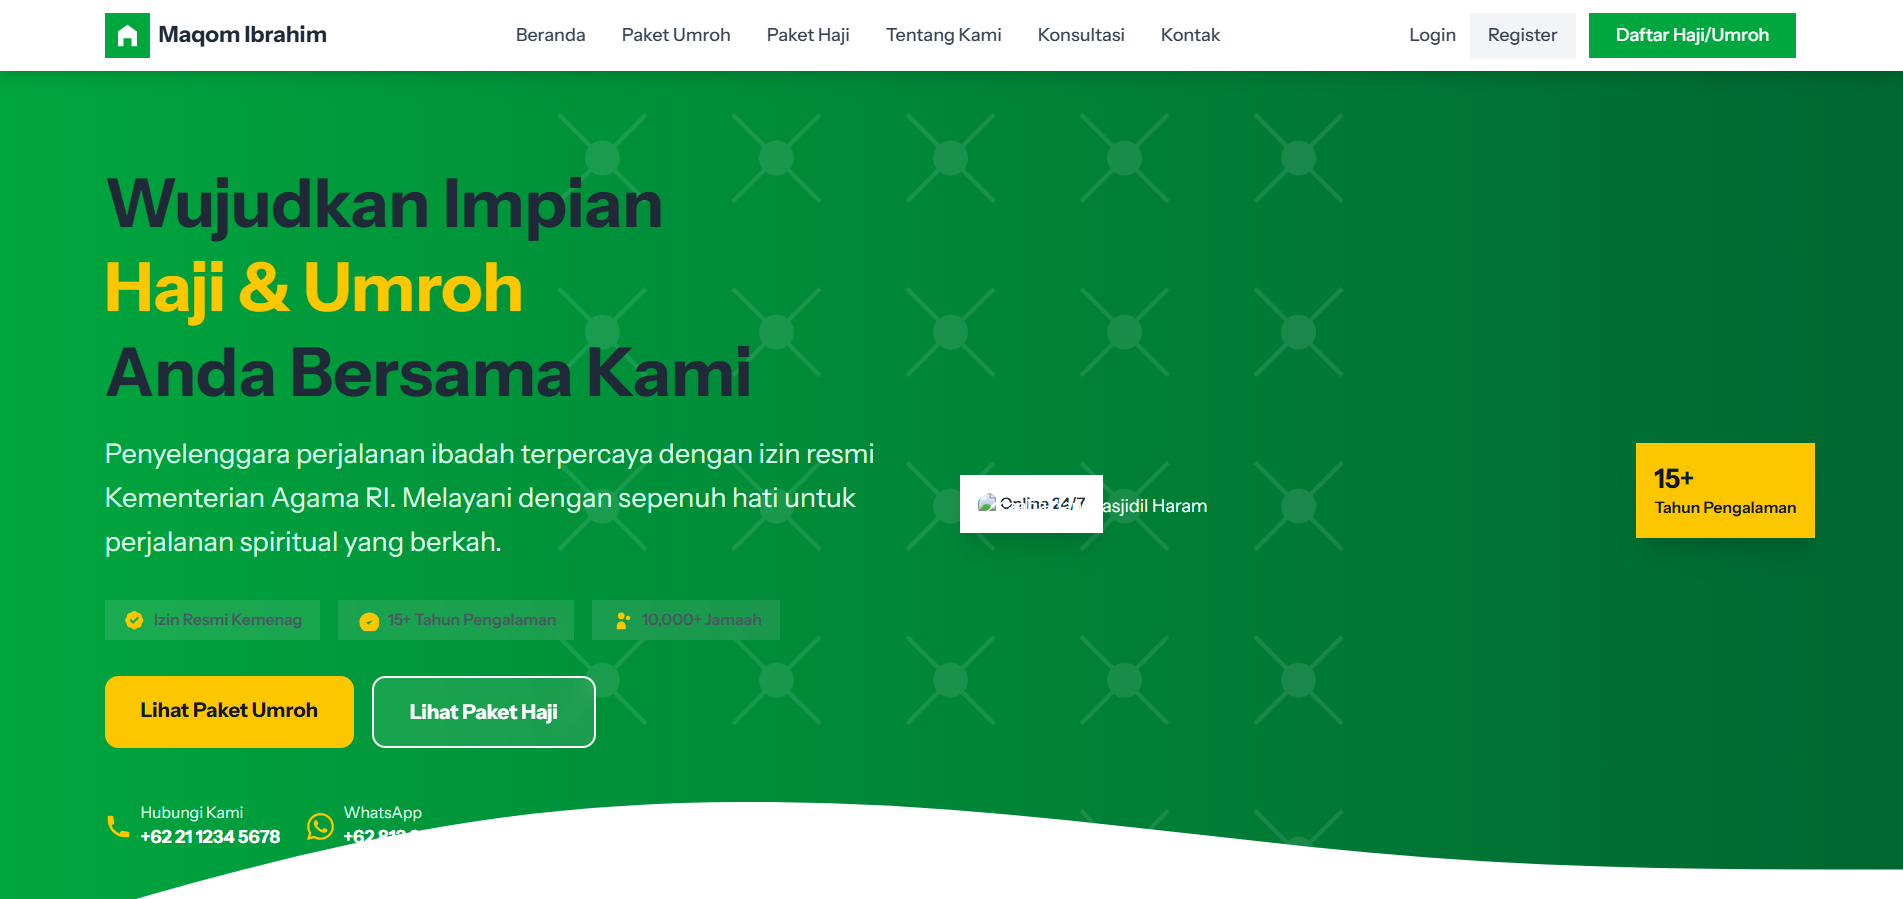 Maqom Ibrahim
Beranda
Paket Umroh
Paket Haji
Tentang Kami
Konsultasi
Kontak
Login
Register
Daftar Haji/Umroh
Wujudkan Impian
Haji & Umroh
Anda Bersama Kami
Penyelenggara perjalanan ibadah terpercaya dengan izin resmi
Kementerian Agama RI. Melayani dengan sepenuh hati untuk
perjalanan spiritual yang berkah.
Izin Resmi Kemenag
15+ Tahun Pengalaman
10,000+ Jamaah
Lihat Paket Umroh
Lihat Paket Haji
Hubungi Kami
+62 21 1234 5678
WhatsApp
+62
Online 24/7
Haram
15+
Tahun Pengalaman